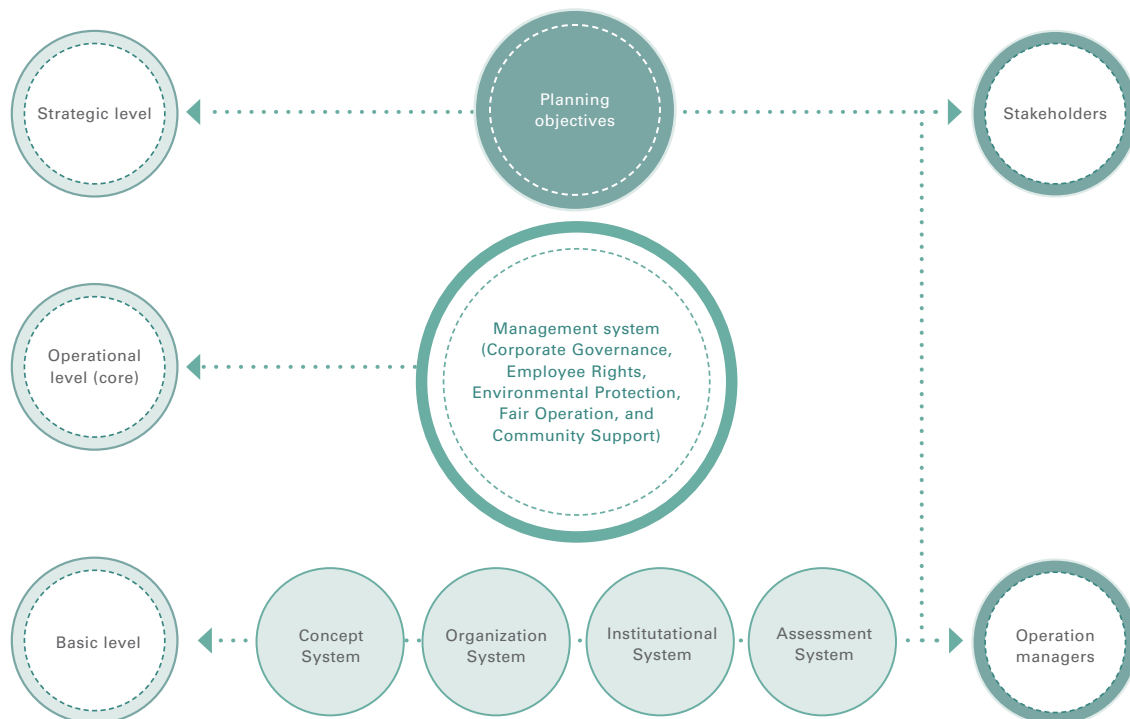 Strategic level
Planning
objectives
Stakeholders
Operational
level (core)
Management system
(Corporate Governance,
Employee Rights,
Environmental Protection,
Fair Operation, and
Community Support)
Basic level
Concept
System
Organization
System
Institutional
System
Assessment
System
Operation
managers